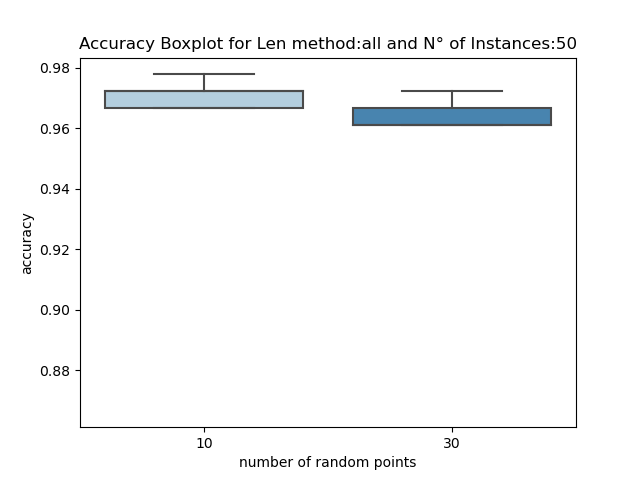 Accuracy Boxplot for Len method:all and N° of Instances:50
0.98
0.96
0.94
0.92
0.90
0.88
accuracy
10
30
number of random points